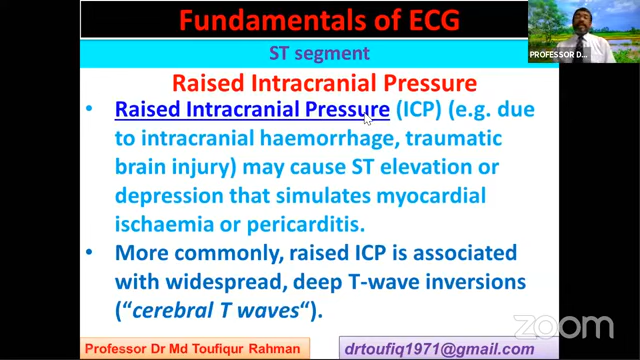 Fundamentals of ECG
PROFESSOR D...
ST segment
Raised Intracranial Pressure
• Raised Intracranial Pressure (ICP) (e.g. due
to intracranial haemorrhage, traumatic
brain injury) may cause ST elevation or
depression that simulates myocardial
ischaemia or pericarditis.
• More commonly, raised ICP is associated
with widespread, deep T-wave inversions
(“cerebral T waves“).
zoom
Professor Dr Md Toufiqur Rahman
drtoufiq1971@gmail.com